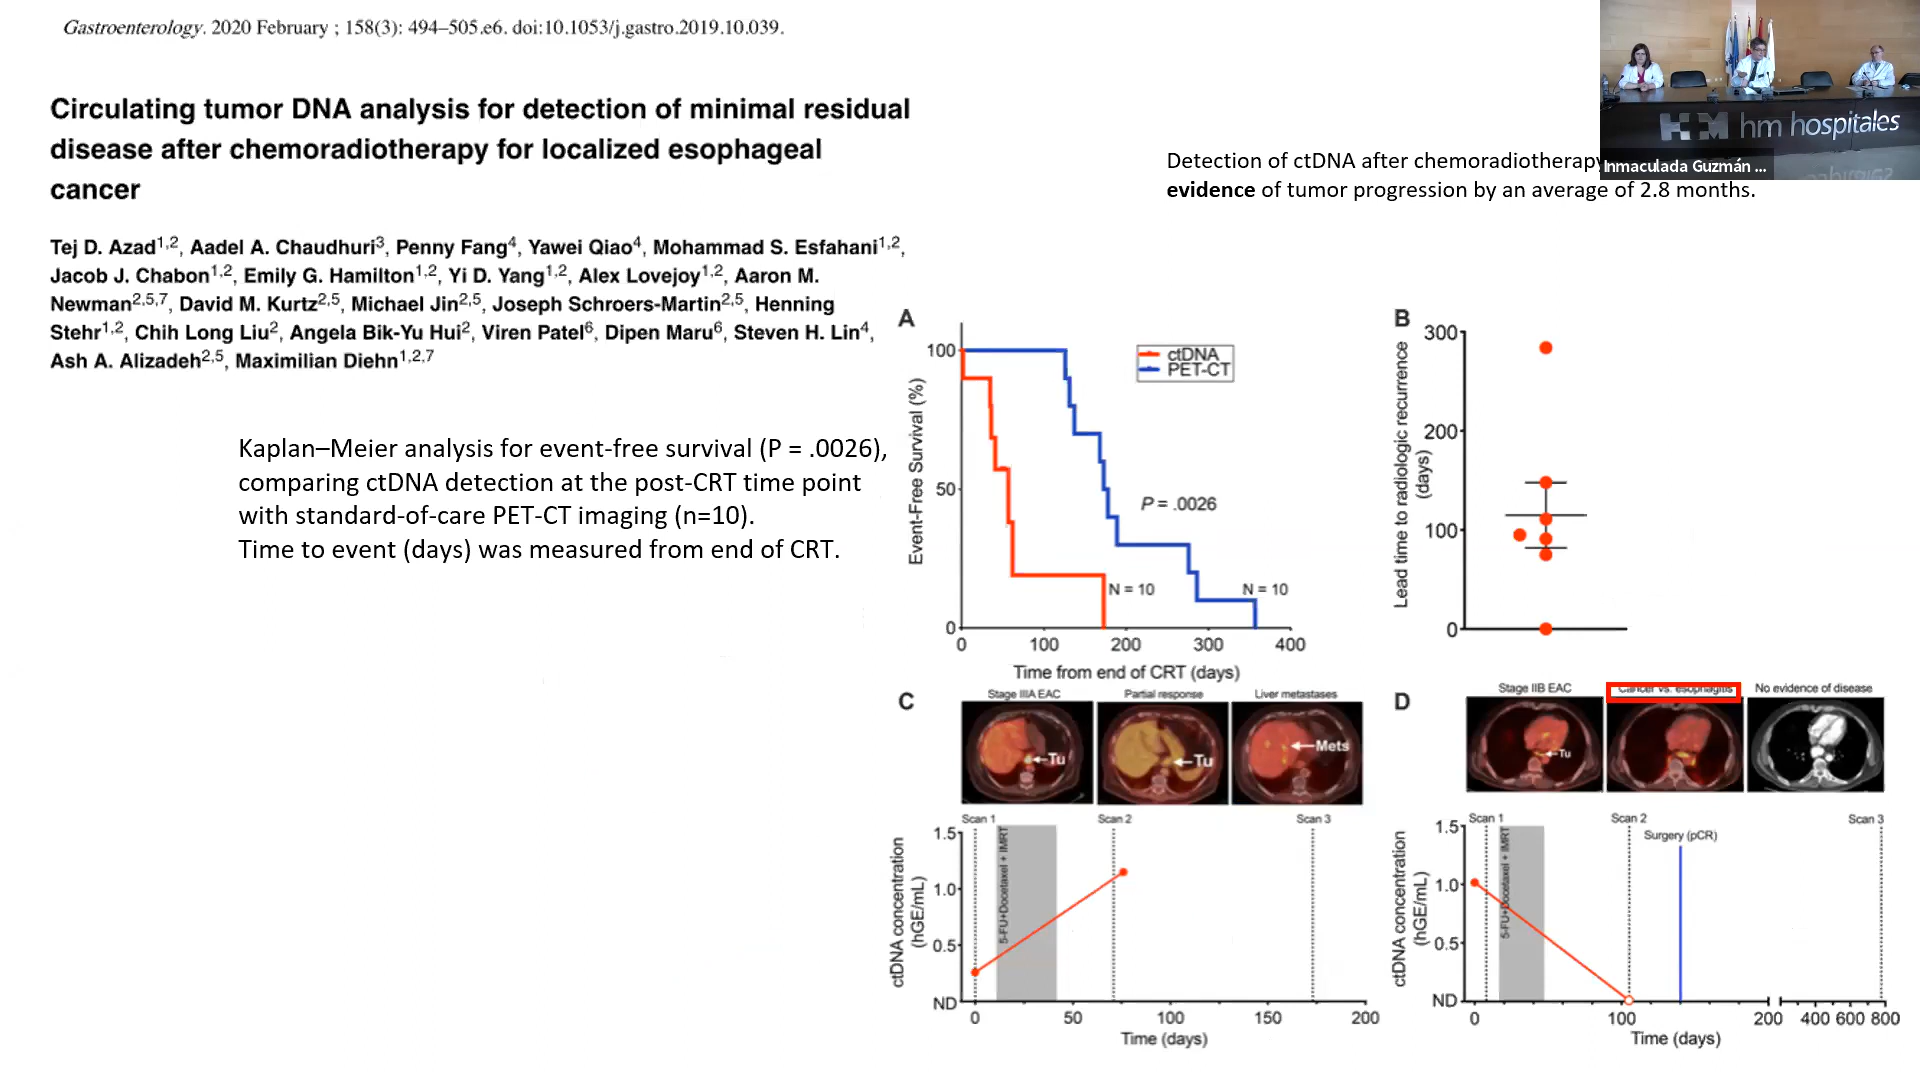 Gastroenterology. 2020 February ; 158(3): 494–505.e6. doi:10.1053/j.gastro.2019.10.039.
Circulating tumor DNA analysis for detection of minimal residual
disease after chemoradiotherapy for localized esophageal
cancer
Tej D. Azad1,2, Aadel A. Chaudhuri3, Penny Fang4, Yawei Qiao4, Mohammad S. Esfahani1,2,
Jacob J. Chabon1,2, Emily G. Hamilton1,2, Yi D. Yang1,2, Alex Lovejoy1,2, Aaron M.
Newman2,5,7, David M. Kurtz2,5, Michael Jin2,5, Joseph Schroers-Martin2,5, Henning
Stehr1,2, Chih Long Liu2, Angela Bik-Yu Hui2, Viren Patel6, Dipen Maru6, Steven H. Lin4,
Ash A. Alizadeh2,5, Maximilian Diehn1,2,7
Kaplan–Meier analysis for event-free survival (P = .0026),
comparing ctDNA detection at the post-CRT time point
with standard-of-care PET-CT imaging (n=10).
Time to event (days) was measured from end of CRT.
hm hospitales
Inmaculada Guzmán ...
Detection of ctDNA after chemoradiotherapy
evidence of tumor progression by an average of 2.8 months.
A
Event-Free Survival (%)
100
50
0
ctDNA
PET-CT
P = .0026
N = 10
N = 10
0 100 200 300 400
Time from end of CRT (days)
B
Lead time to radiologic recurrence
(days)
300
200
100
0
C
Stage IIIA EAC
Partial response
Liver metastases
Tu
Tu
Mets
Scan 1
Scan 2
Scan 3
ctDNA concentration
(hGE/mL)
1.5
1.0
0.5
ND
5-FU+Docetaxel + IMRT
0 50 100 150 200
Time (days)
D
Stage IIB EAC
Cancer vs. esophagitis
No evidence of disease
Tu
Scan 1
Scan 2
Scan 3
Surgery (pCR)
ctDNA concentration
(hGE/mL)
1.5
1.0
0.5
ND
5-FU+Docetaxel + IMRT
0 100 200 400 600 800
Time (days)